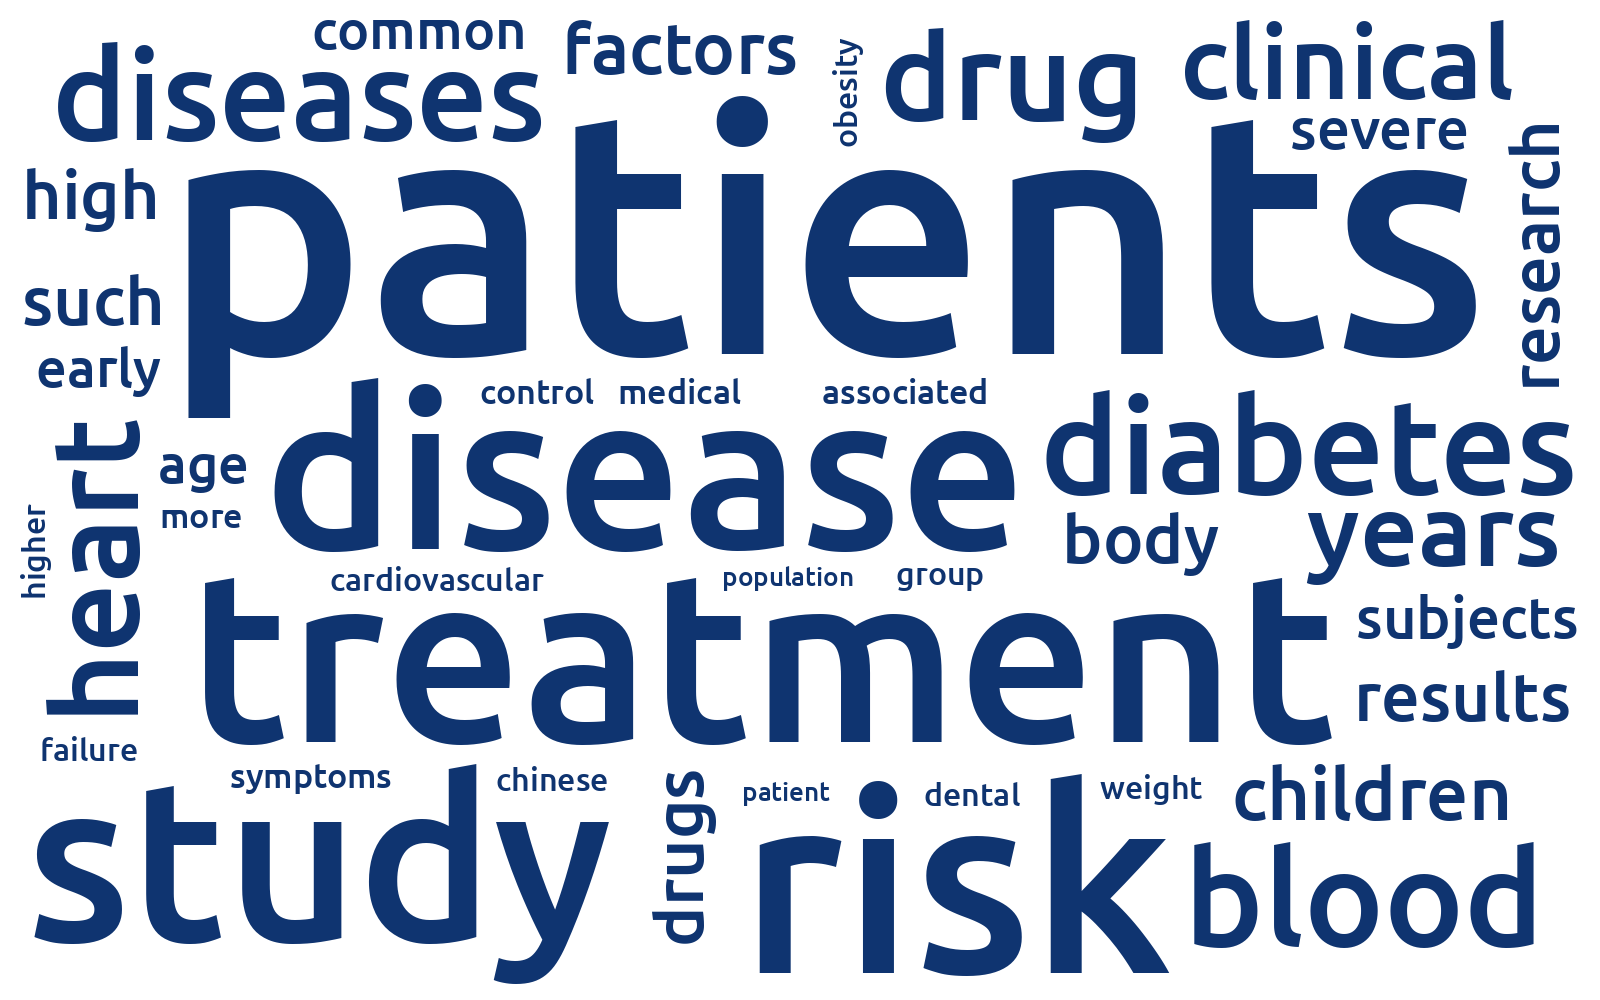 common
factors
drug
clinical
diseases
obesity
severe
patients
high
research
such
early
control
medical
associated
disease
diabetes
heart
age
more
higher
body
years
cardiovascular
population
group
treatment
subjects
results
failure
symptoms
chinese
drugs
patient
dental
weight
children
study
risk
blood